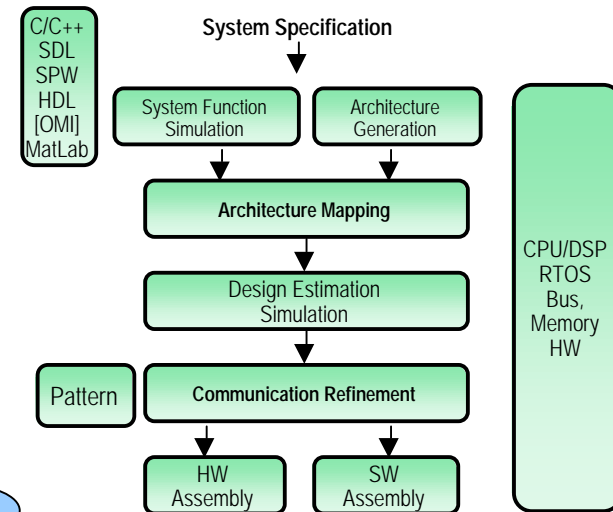 C/C++
SDL
SPW
HDL
[OMI]
MatLab
System Specification
System Function
Simulation
Architecture
Generation
Architecture Mapping
Design Estimation
Simulation
CPU/DSP
RTOS
Bus,
Memory
HW
Pattern
Communication Refinement
HW
Assembly
SW
Assembly